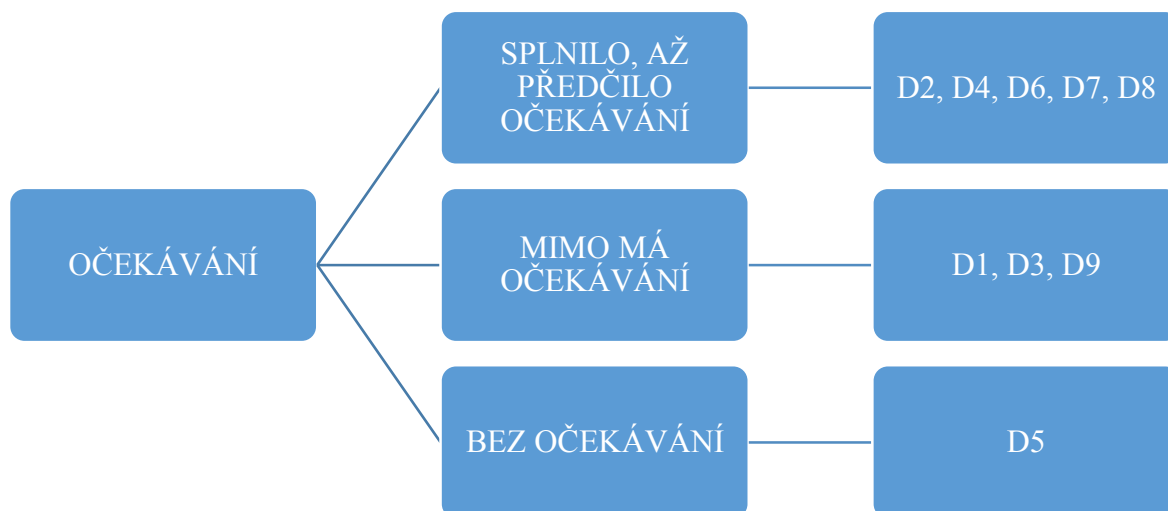 SPLNILO, AŽ
PŘEDČILO
OČEKÁVÁNÍ
D2, D4, D6, D7, D8
OČEKÁVÁNÍ
MIMO MÁ
OČEKÁVÁNÍ
D1, D3, D9
BEZ OČEKÁVÁNÍ
D5